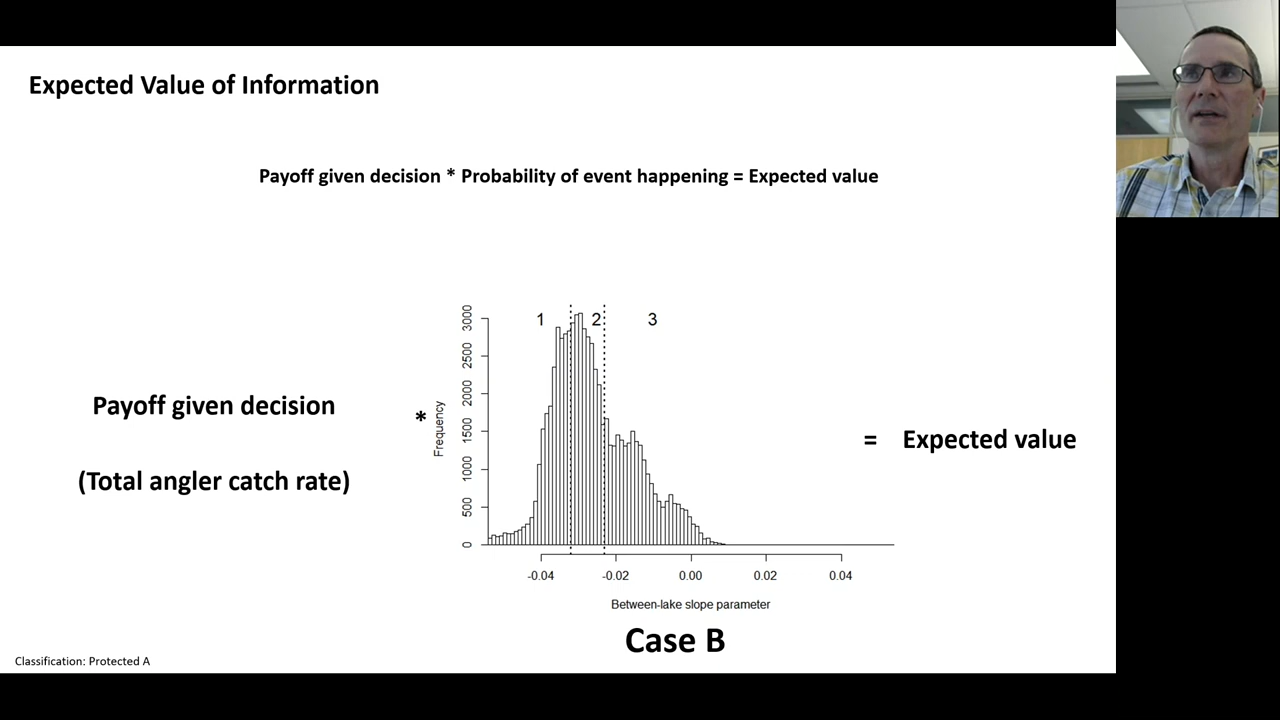 Expected Value of Information
Payoff given decision * Probability of event happening = Expected value
Payoff given decision
(Total angler catch rate)
*
Frequency
3000
2500
2000
1500
1000
500
0
1 2 3
-0.04 -0.02 0.00 0.02 0.04
Between-lake slope parameter
Case B
= Expected value
Classification: Protected A